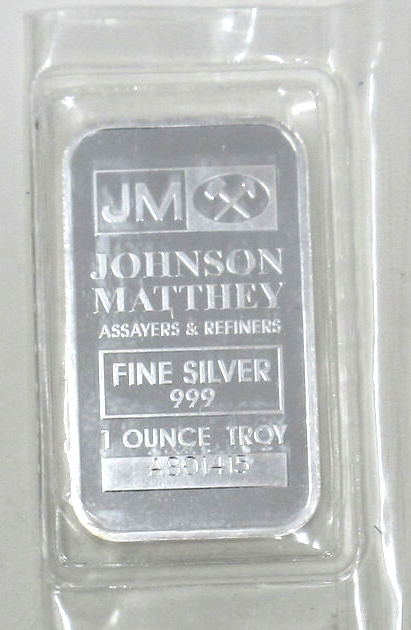 JM
JOHNSON
MATTHEY
ASSAYERS & REFINERS
FINE SILVER
999
1 OUNCE TROY
A801415